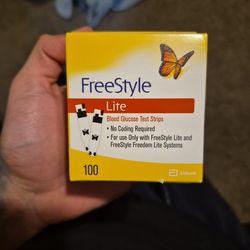 FreeStyle
Lite
Blood Glucose Test Strips
• No Coding Required
• For use Only with FreeStyle Lite and
FreeStyle Freedom Lite Systems
100
Abbott